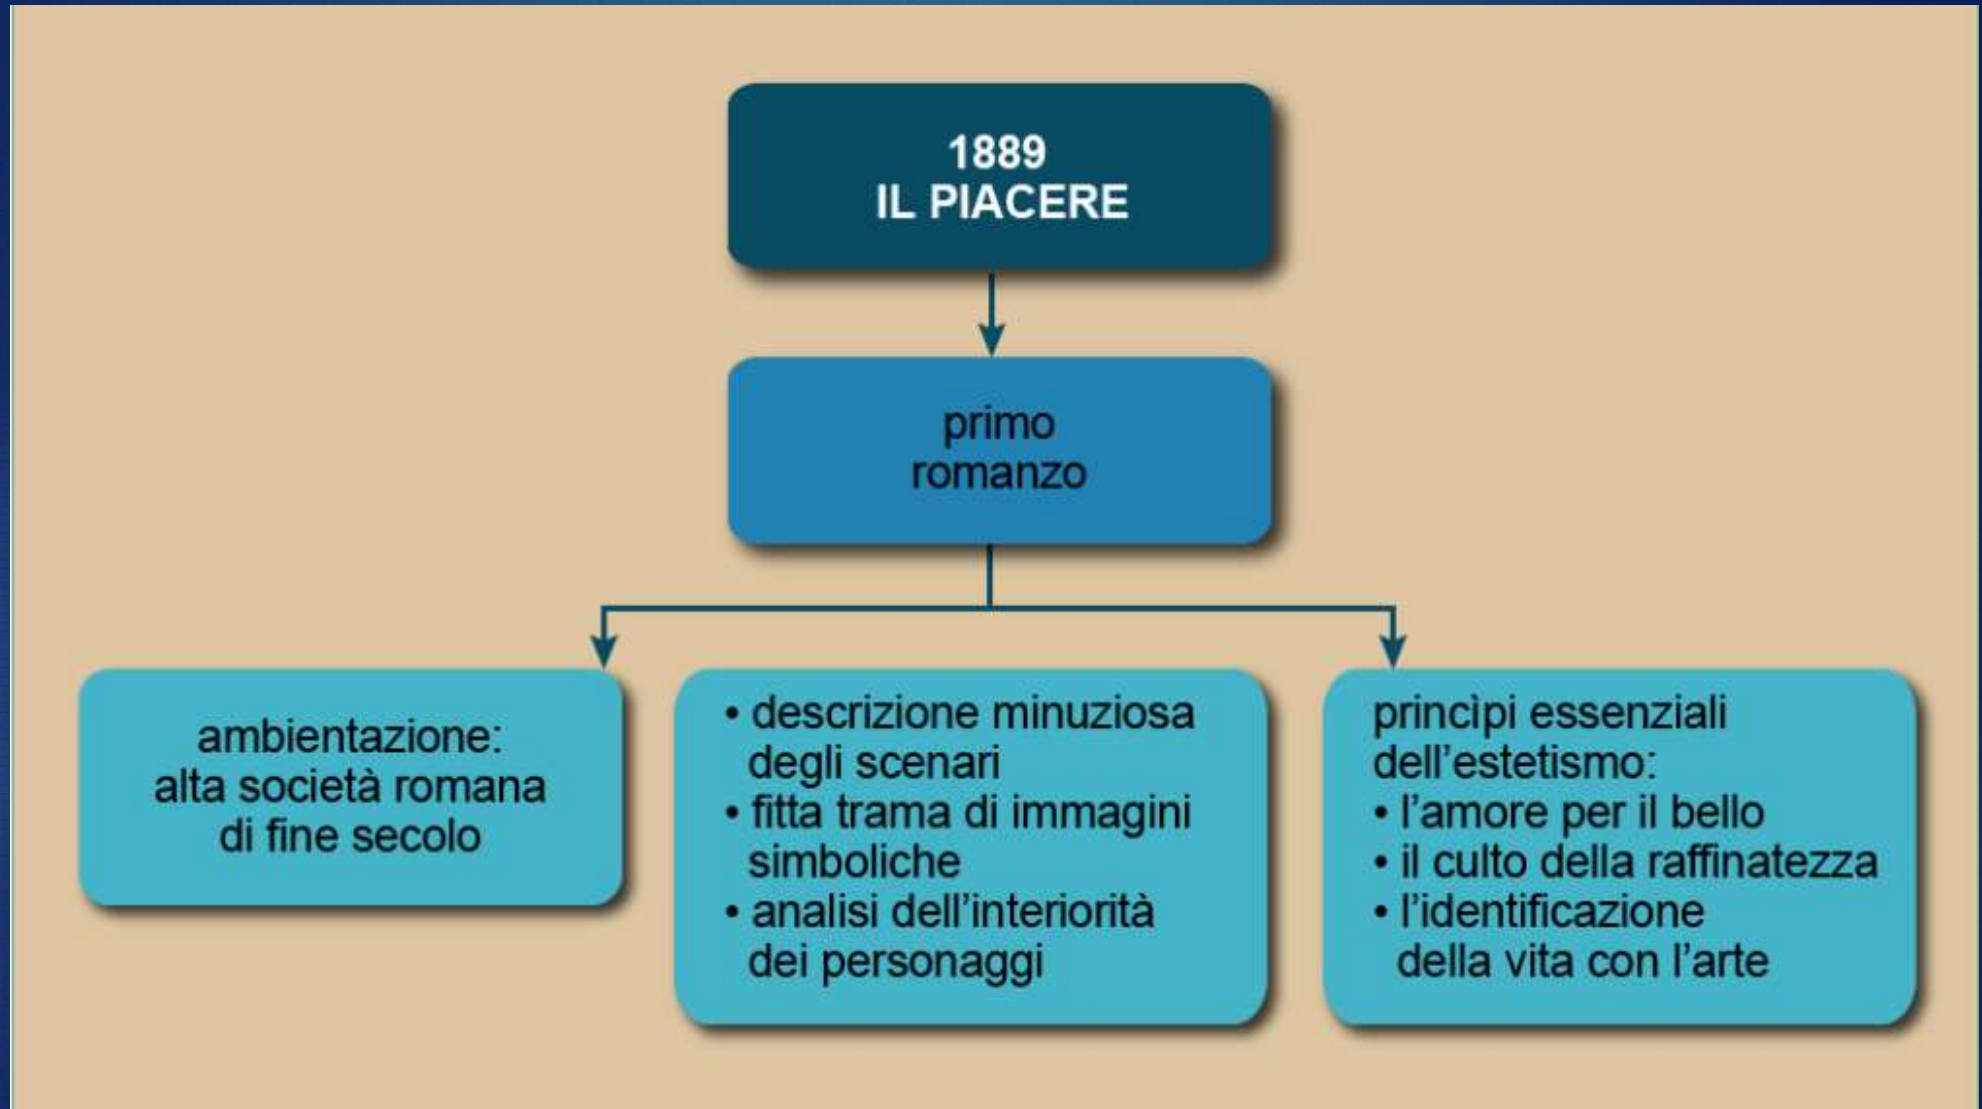 1889
IL PIACERE
primo
romanzo
ambientazione:
alta società romana
di fine secolo
• descrizione minuziosa
degli scenari
• fitta trama di immagini
simboliche
• analisi dell'interiorità
dei personaggi
princìpi essenziali
dell'estetismo:
• l'amore per il bello
• il culto della raffinatezza
• l'identificazione
della vita con l'arte